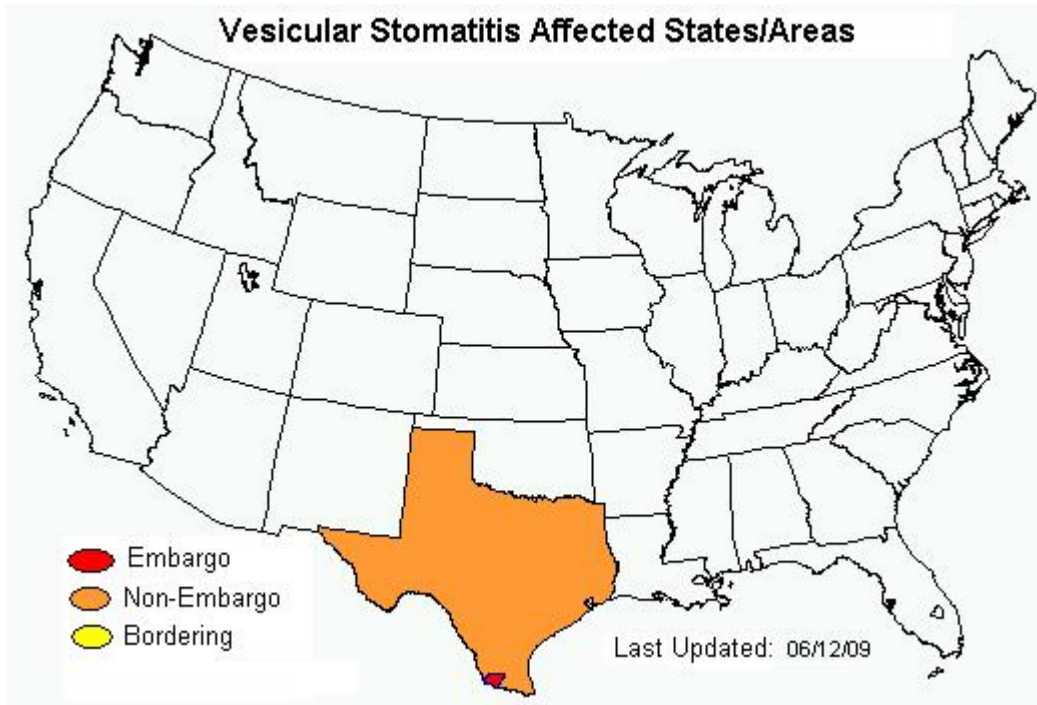 Vesicular Stomatitis Affected States/Areas
Embargo
Non-Embargo
Bordering
Last Updated: 06/12/09